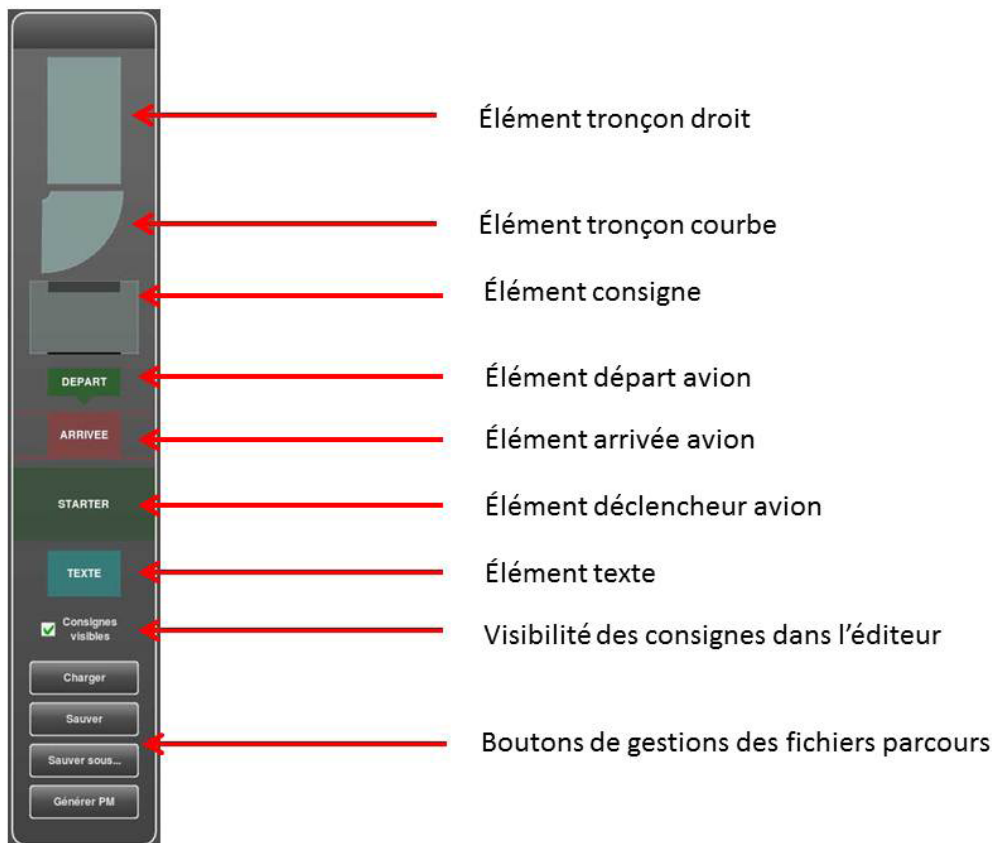 Élément tronçon droit
Élément tronçon courbe
Élément consigne
DEPART
Élément départ avion
ARRIVEE
Élément arrivée avion
STARTER
Élément déclencheur avion
TEXTE
Élément texte
Consignes
visibles
Visibilité des consignes dans l'éditeur
Charger
Sauver
Boutons de gestions des fichiers parcours
Sauver sous...
Générer PM